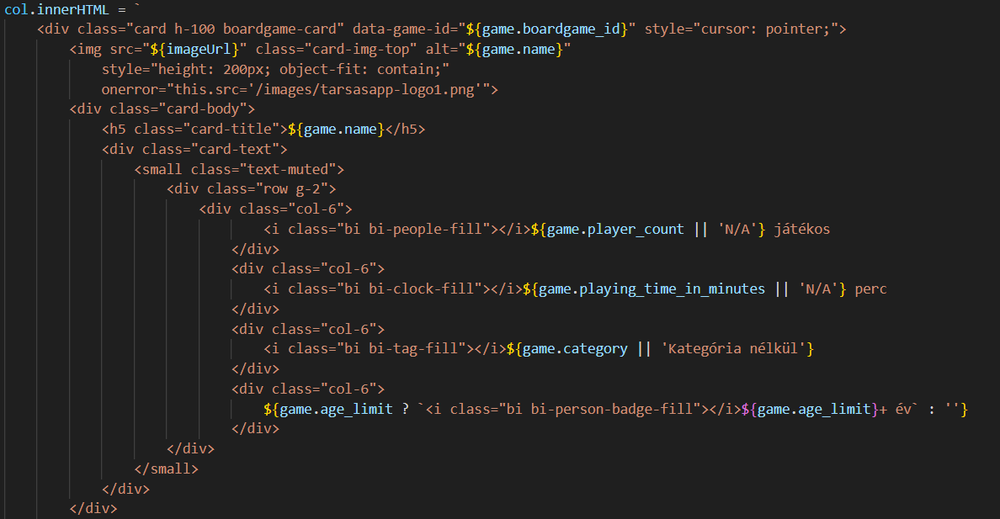 col.innerHTML = `
<div class="card h-100 boardgame-card" data-game-id="${game.boardgame_id}" style="cursor: pointer;">
<img src="${imageUrl}" class="card-img-top" alt="${game.name}"
style="height: 200px; object-fit: contain;"
onerror="this.src='/images/tarsasapp-logo1.png'">
<div class="card-body">
<h5 class="card-title">${game.name}</h5>
<div class="card-text">
<small class="text-muted">
<div class="row g-2">
<div class="col-6">
<i class="bi bi-people-fill"></i>${game.player_count || 'N/A'} játékos
</div>
<div class="col-6">
<i class="bi bi-clock-fill"></i>${game.playing_time_in_minutes || 'N/A'} perc
</div>
<div class="col-6">
<i class="bi bi-tag-fill"></i>${game.category || 'Kategória nélkül'}
</div>
<div class="col-6">
${game.age_limit ? `<i class="bi bi-person-badge-fill"></i>${game.age_limit}+ év` : ''}
</div>
</div>
</small>
</div>
</div>